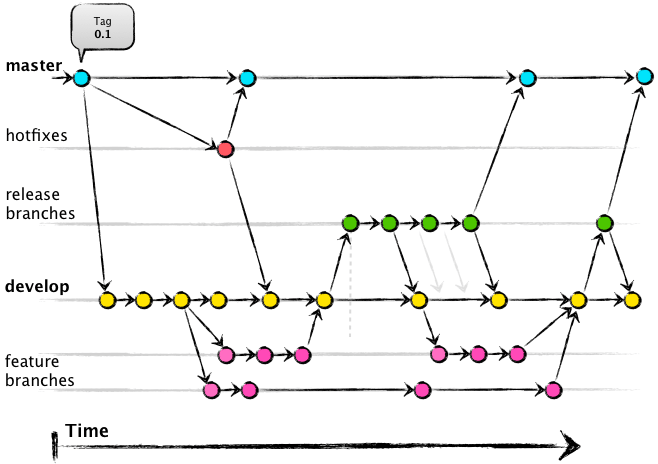 Tag
0.1
master
hotfixes
release
branches
develop
feature
branches
Time